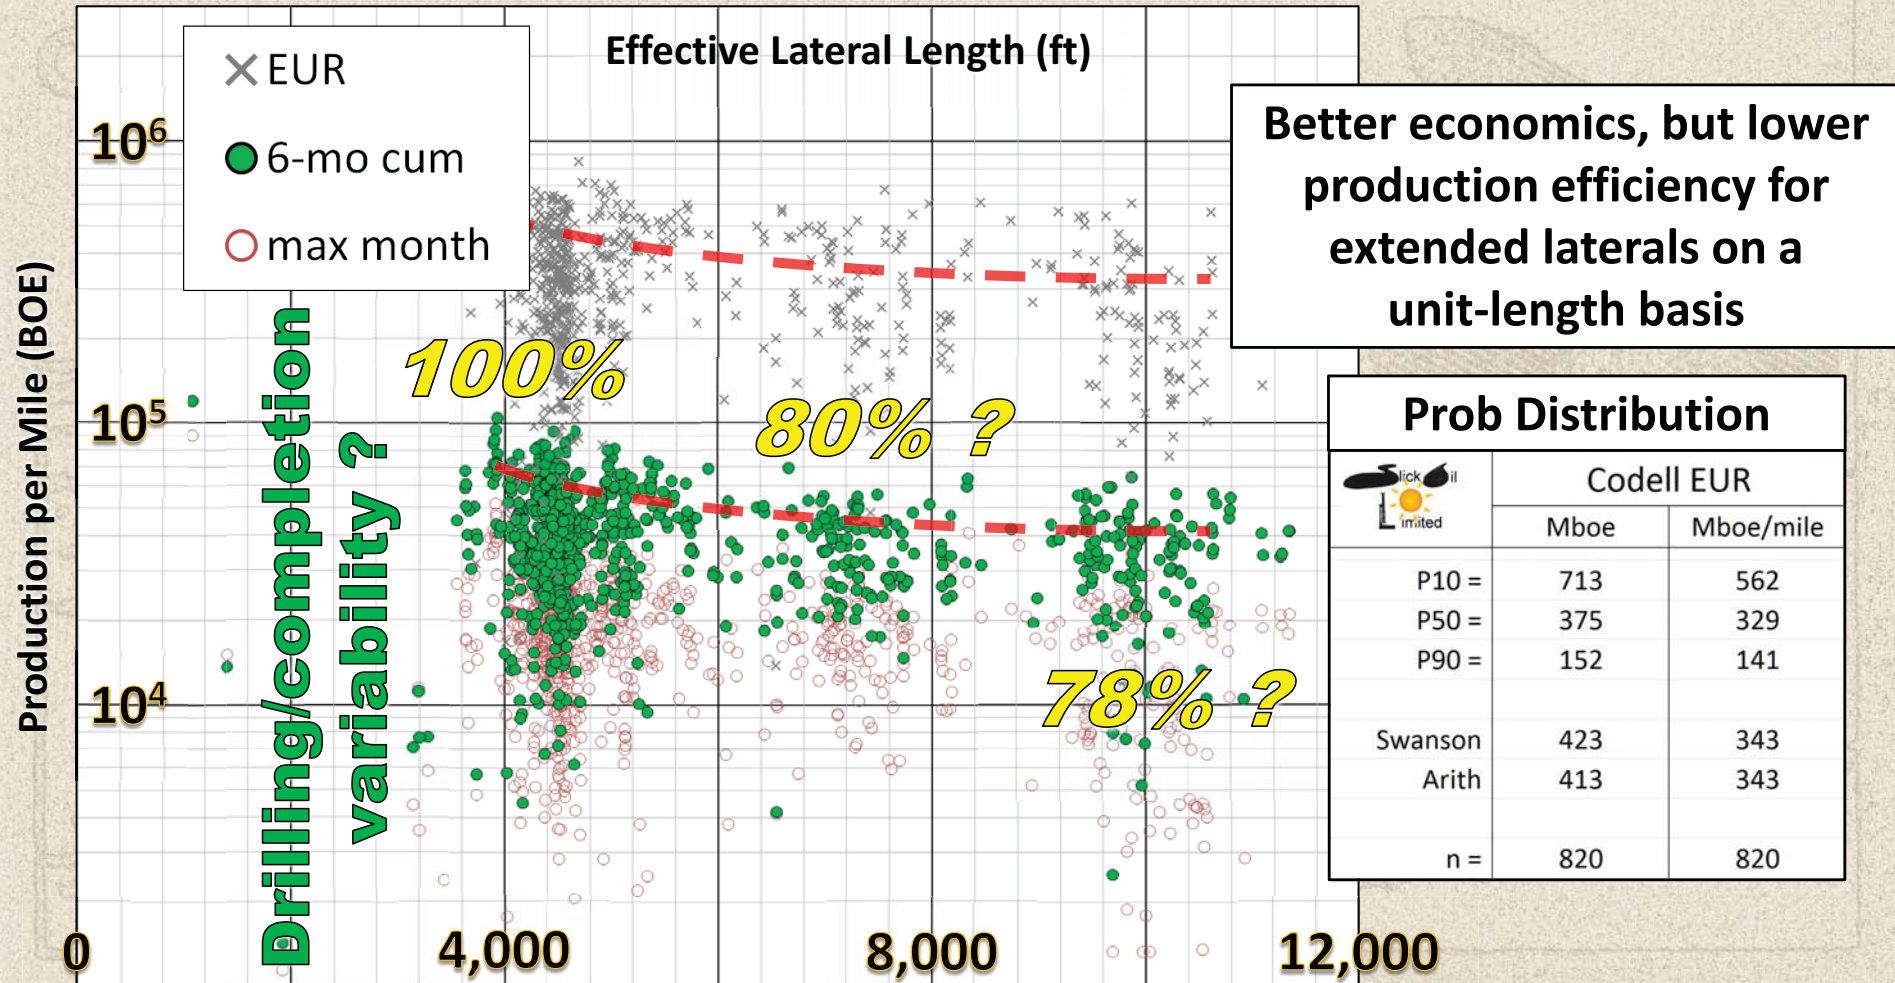 Effective Lateral Length (ft)
EUR
6-mo cum
max month
Production per Mile (BOE)
10⁶
10⁵
10⁴
0
4,000
8,000
12,000
Drilling/completion
variability ?
100%
80% ?
78% ?
Better economics, but lower
production efficiency for
extended laterals on a
unit-length basis
Prob Distribution
Slick Oil
Limited
Codell EUR
Mboe Mboe/mile
P10 = 713 562
P50 = 375 329
P90 = 152 141
Swanson 423 343
Arith 413 343
n = 820 820